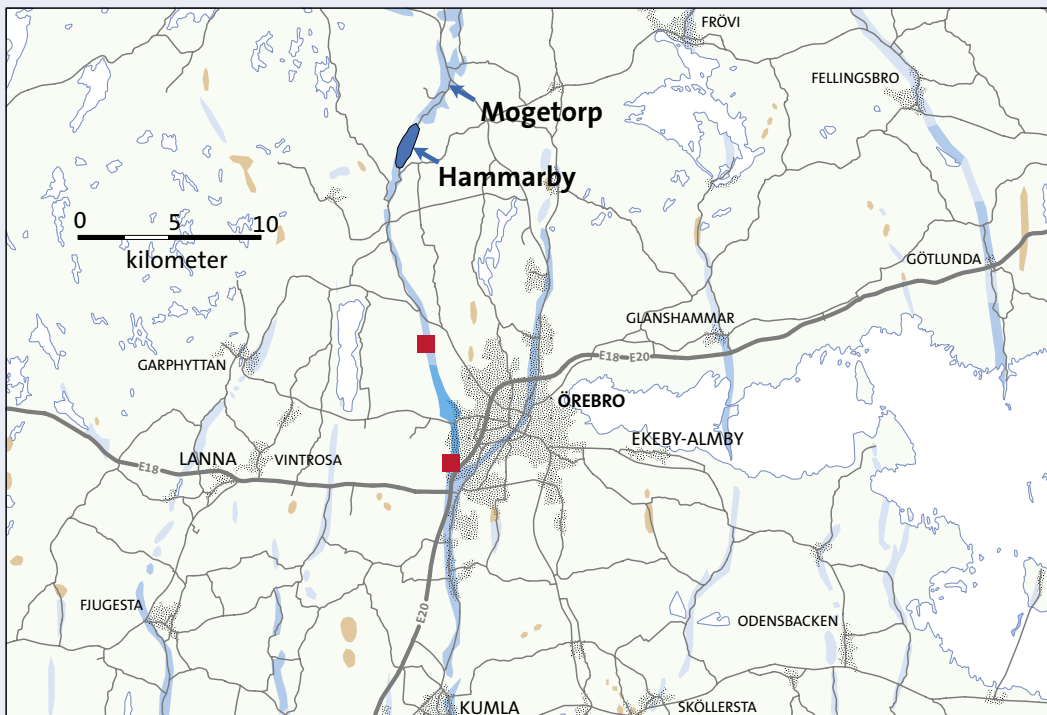 FRÖVI
FELLINGSBRO
Mogetorp
Hammarby
0 5 10
kilometer
GÖTLUNDA
GLANSHAMMAR
E18 E20
GARPHYTTAN
ÖREBRO
EKEBY-ALMBY
E18
LANNA
VINTROSA
FJUGESTA
E20
ODENSBACKEN
KUMLA
SKÖLLERSTA